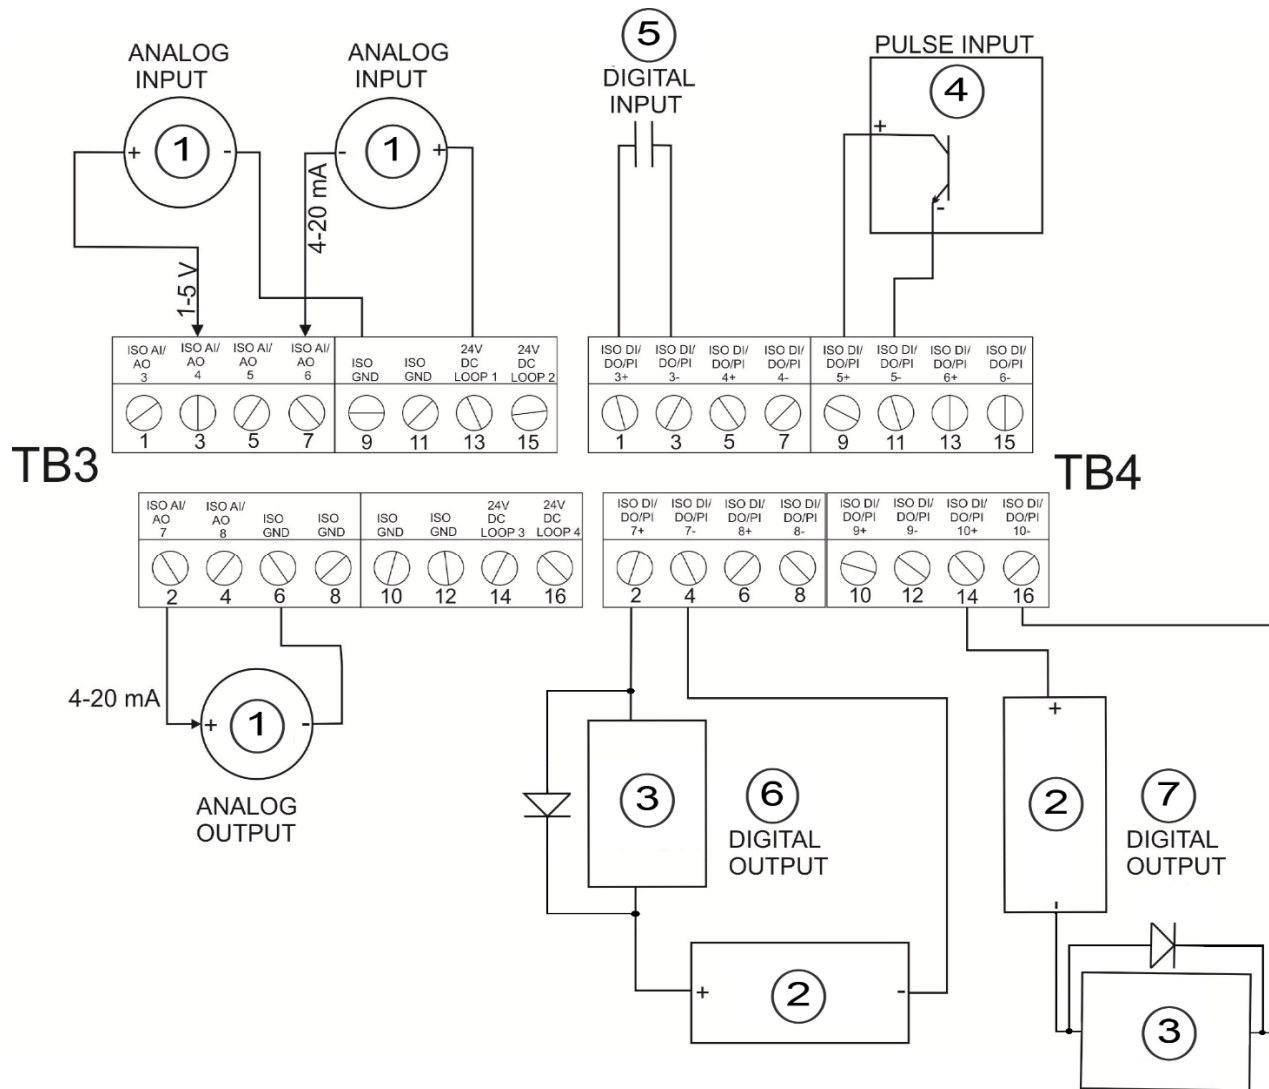 ANALOG
INPUT
1
+ -
1-5 V
ANALOG
INPUT
1
- +
4-20 mA
5
DIGITAL
INPUT
PULSE INPUT
4
+
-
TB3
ISO AI/
AO
3
ISO AI/
AO
4
ISO AI/
AO
5
ISO AI/
AO
6
ISO
GND
ISO
GND
24V
DC
LOOP 1
24V
DC
LOOP 2
1 3 5 7 9 11 13 15
ISO AI/
AO
7
ISO AI/
AO
8
ISO
GND
ISO
GND
ISO
GND
ISO
GND
24V
DC
LOOP 3
24V
DC
LOOP 4
2 4 6 8 10 12 14 16
TB4
ISO DI/
DO/PI
3+
ISO DI/
DO/PI
3-
ISO DI/
DO/PI
4+
ISO DI/
DO/PI
4-
ISO DI/
DO/PI
5+
ISO DI/
DO/PI
5-
ISO DI/
DO/PI
6+
ISO DI/
DO/PI
6-
1 3 5 7 9 11 13 15
ISO DI/
DO/PI
7+
ISO DI/
DO/PI
7-
ISO DI/
DO/PI
8+
ISO DI/
DO/PI
8-
ISO DI/
DO/PI
9+
ISO DI/
DO/PI
9-
ISO DI/
DO/PI
10+
ISO DI/
DO/PI
10-
2 4 6 8 10 12 14 16
4-20 mA
+ 1 -
ANALOG
OUTPUT
3
6
DIGITAL
OUTPUT
+ 2 -
+
2
-
7
DIGITAL
OUTPUT
3